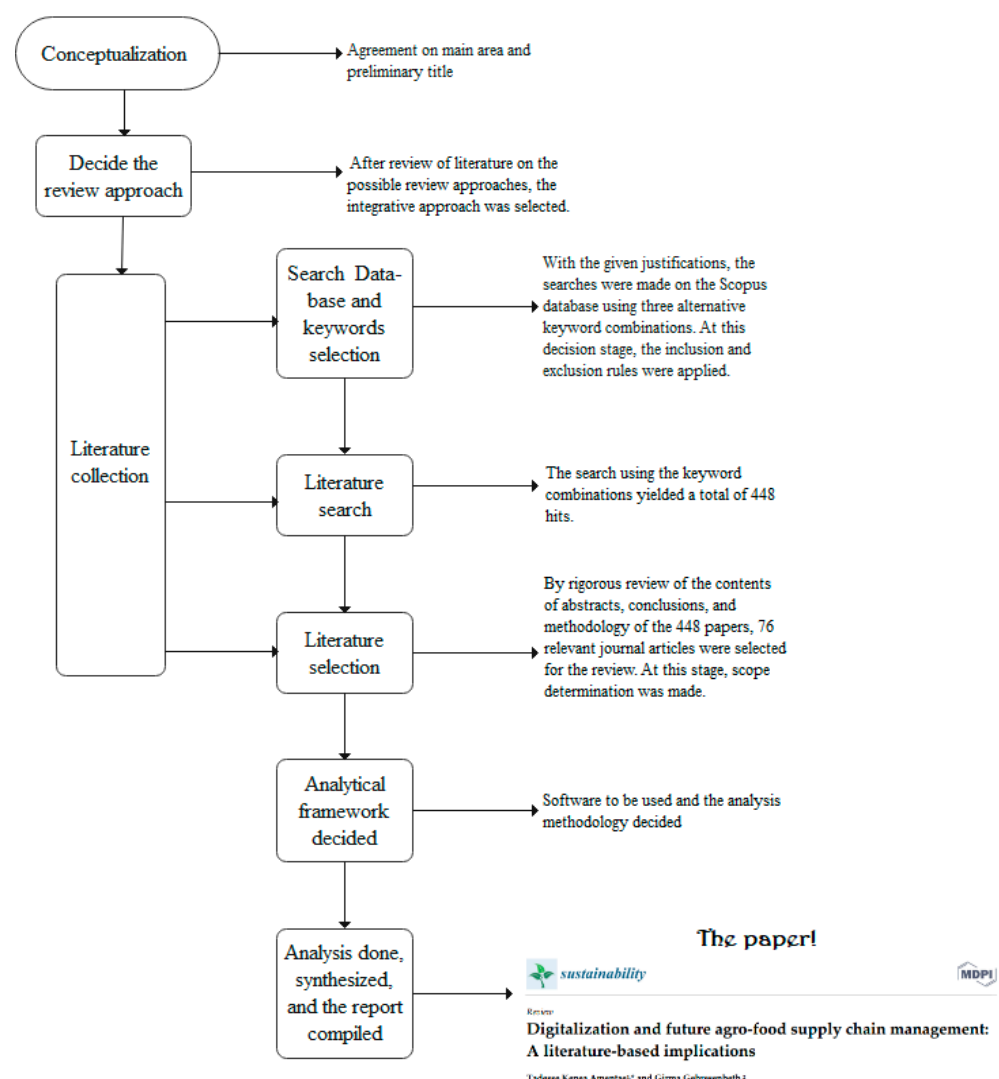 Conceptualization
Agreement on main area and
preliminary title
Decide the
review approach
After review of literature on the
possible review approaches, the
integrative approach was selected.
Literature
collection
Search Data-
base and
keywords
selection
With the given justifications, the
searches were made on the Scopus
database using three alternative
keyword combinations. At this
decision stage, the inclusion and
exclusion rules were applied.
Literature
search
The search using the keyword
combinations yielded a total of 448
hits.
Literature
selection
By rigorous review of the contents
of abstracts, conclusions, and
methodology of the 448 papers, 76
relevant journal articles were selected
for the review. At this stage, scope
determination was made.
Analytical
framework
decided
Software to be used and the analysis
methodology decided
Analysis done,
synthesized,
and the report
compiled
The paper!
sustainability
MDPI
Review
Digitalization and future agro-food supply chain management:
A literature-based implications
Tadesse Kenea Amentae and Girma Gebresenbet